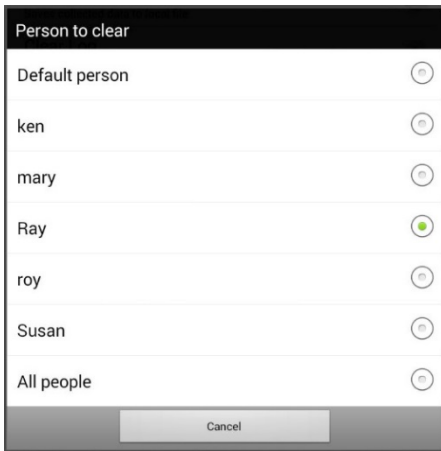 Person to clear
Default person
ken
mary
Ray
roy
Susan
All people
Cancel